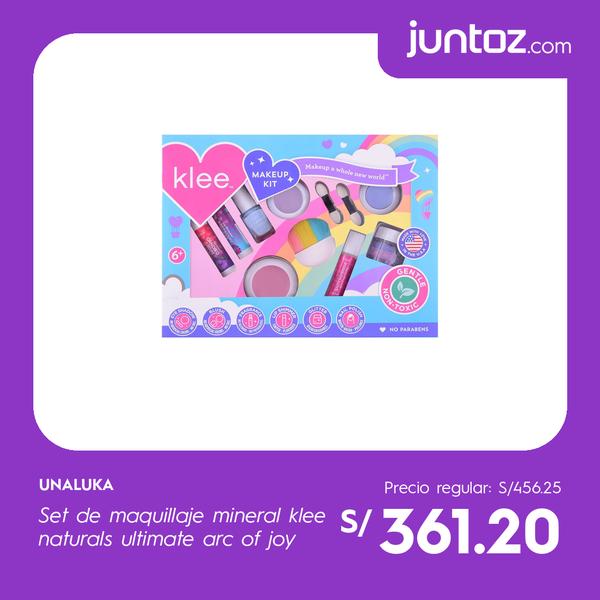 juntoz.com
klee
MAKEUP
KIT
Makeup a whole new world
6+
GENTLE
NON-TOXIC
NO PARABENS
UNALUKA
Precio regular: S/456.25
Set de maquillaje mineral klee
naturals ultimate arc of joy
S/ 361.20